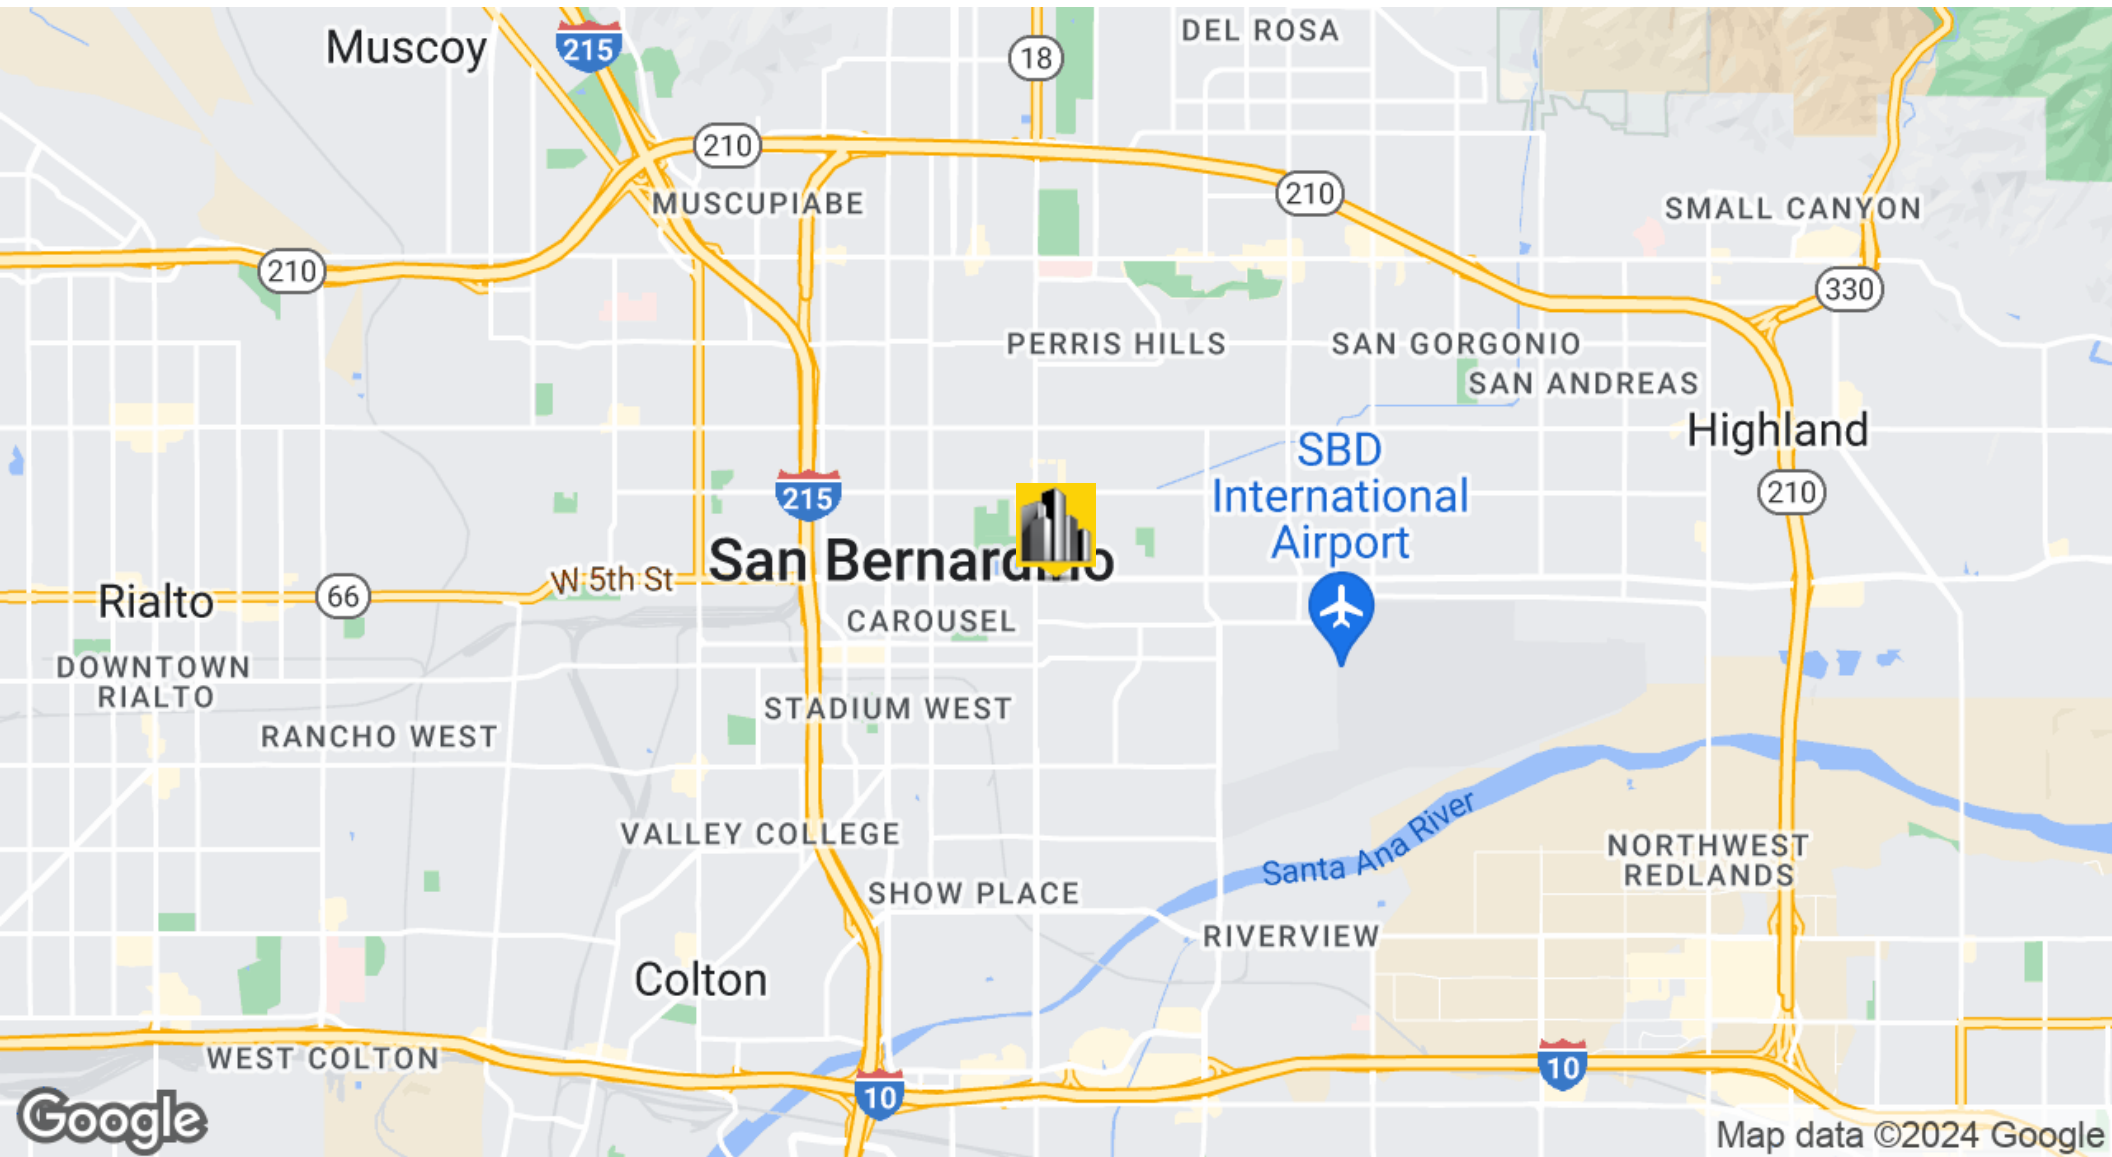 DEL ROSA
Muscoy
215
18
210
210
MUSCUPIABE
SMALL CANYON
210
330
PERRIS HILLS
SAN GORGONIO
SAN ANDREAS
Highland
SBD
International
Airport
215
210
San Bernardino
W 5th St
66
Rialto
CAROUSEL
DOWNTOWN
RIALTO
STADIUM WEST
RANCHO WEST
Santa Ana River
VALLEY COLLEGE
NORTHWEST
REDLANDS
SHOW PLACE
RIVERVIEW
Colton
WEST COLTON
10
10
Google
Map data ©2024 Google